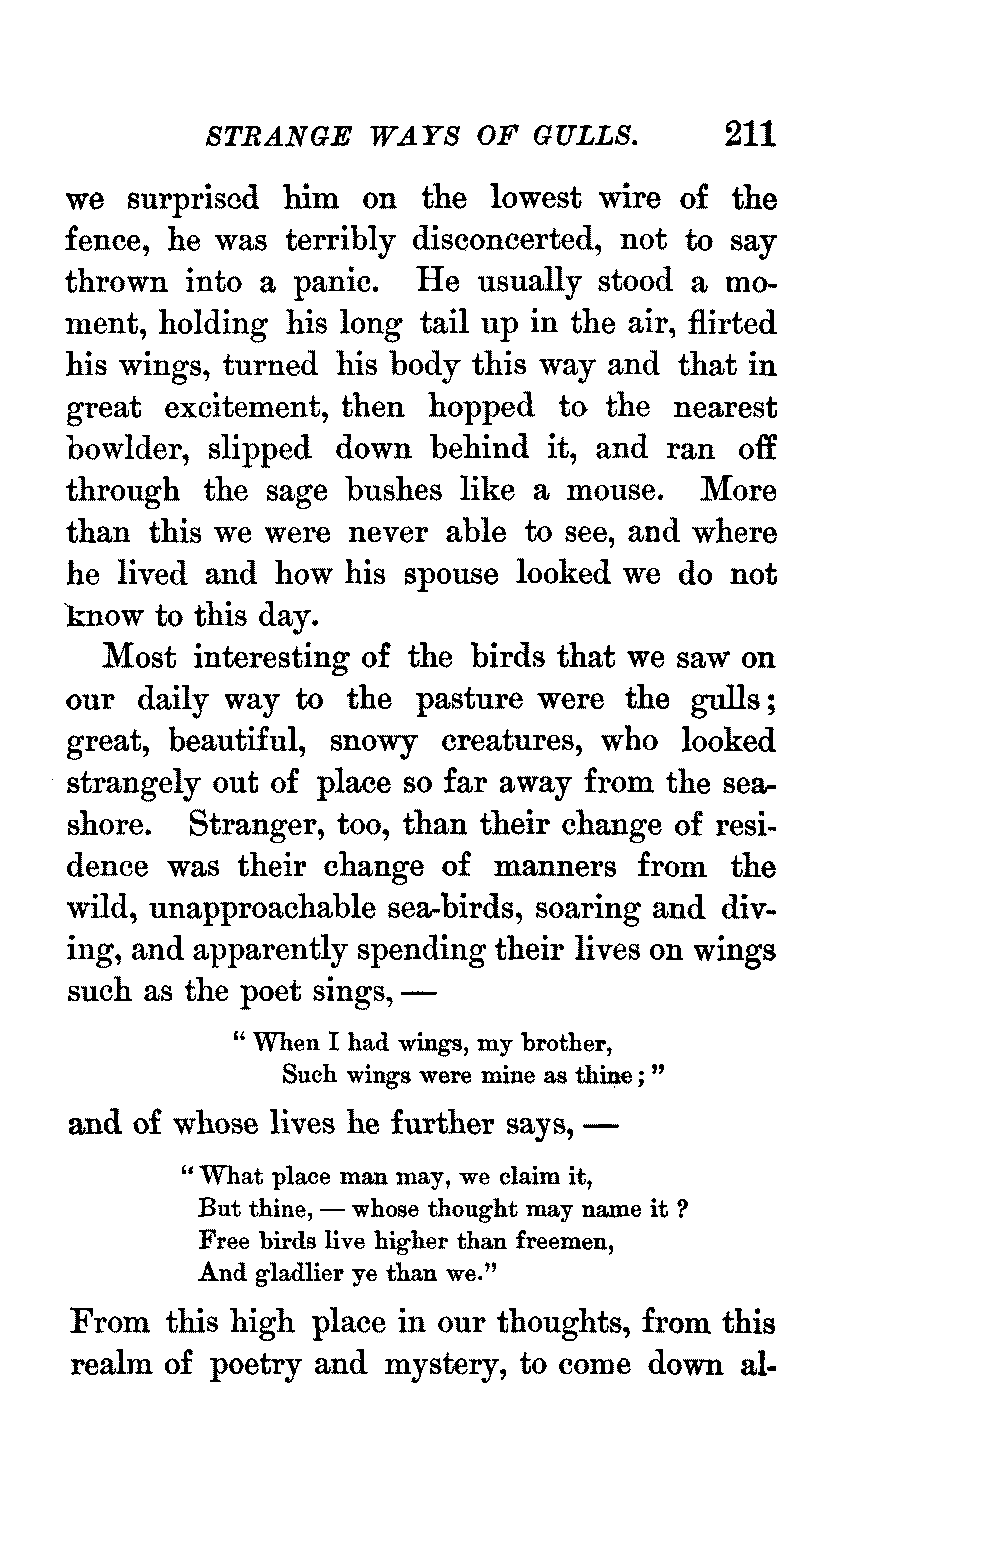 STRANGE WAYS OF GULLS. 211
we surprised him on the lowest wire of the
fence, he was terribly disconcerted, not to say
thrown into a panic. He usually stood a mo-
ment, holding his long tail up in the air, flirted
his wings, turned his body this way and that in
great excitement, then hopped to the nearest
bowlder, slipped down behind it, and ran off
through the sage bushes like a mouse. More
than this we were never able to see, and where
he lived and how his spouse looked we do not
know to this day.
Most interesting of the birds that we saw on
our daily way to the pasture were the gulls;
great, beautiful, snowy creatures, who looked
strangely out of place so far away from the sea-
shore. Stranger, too, than their change of resi-
dence was their change of manners from the
wild, unapproachable sea-birds, soaring and div-
ing, and apparently spending their lives on wings
such as the poet sings, —
"When I had wings, my brother,
Such wings were mine as thine;"
and of whose lives he further says, —
"What place man may, we claim it,
But thine, — whose thought may name it?
Free birds live higher than freemen,
And gladlier ye than we."
From this high place in our thoughts, from this
realm of poetry and mystery, to come down al-